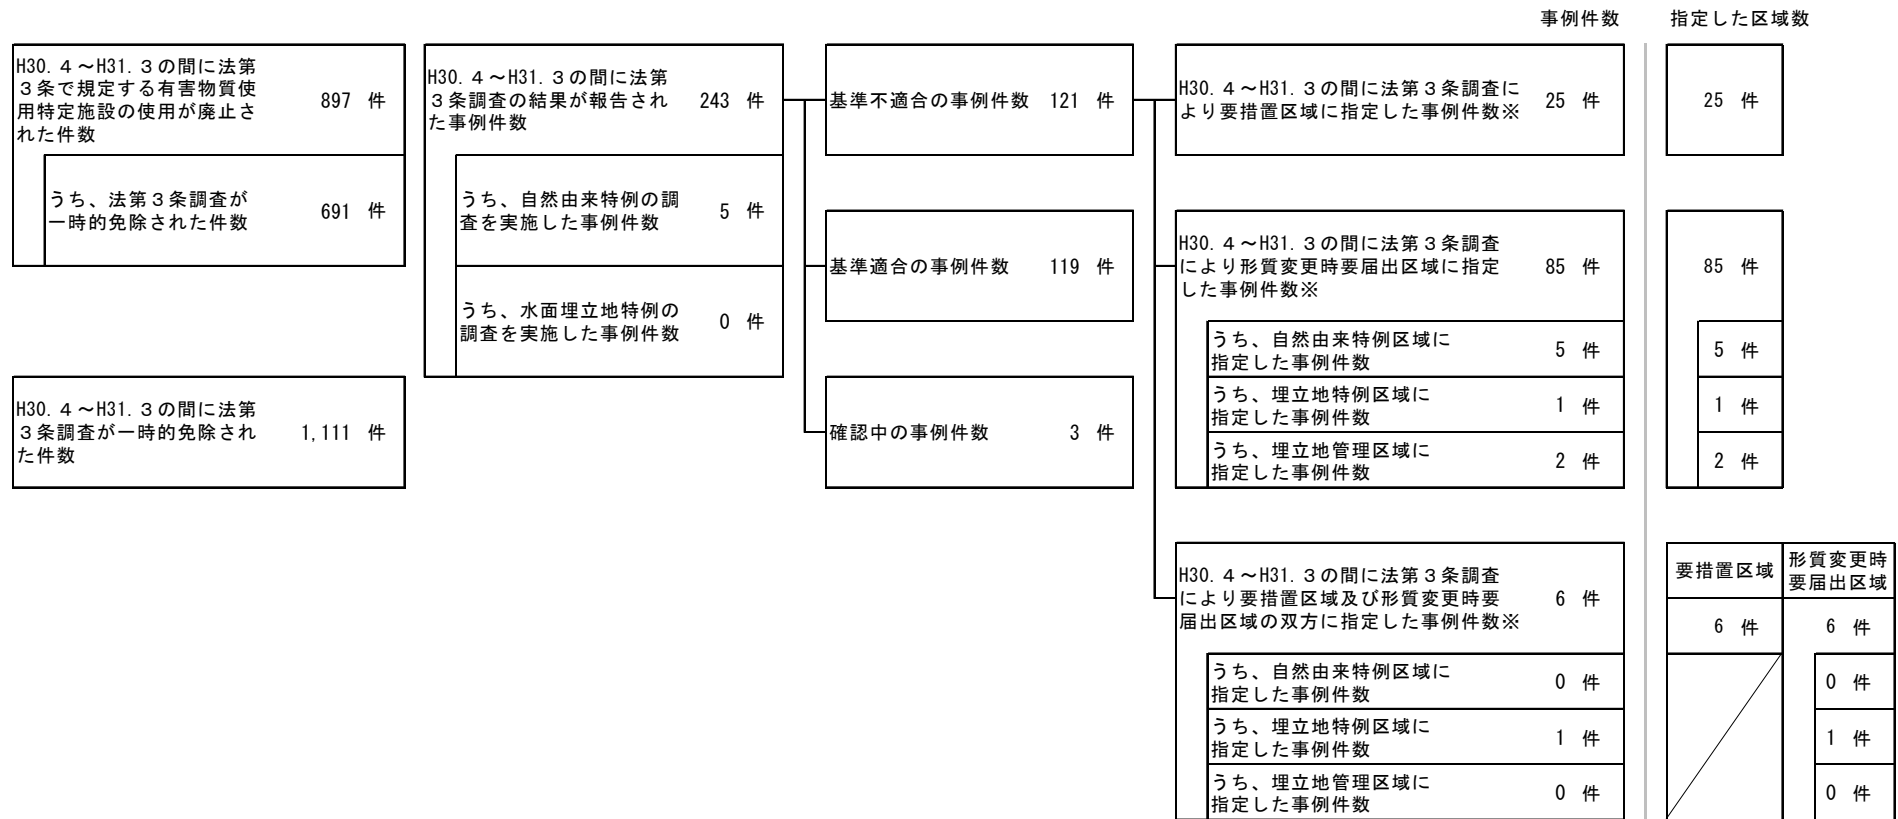 事例件数
指定した区域数
H30.４～H31.３の間に法第
３条で規定する有害物質使
用特定施設の使用が廃止さ
れた件数
897 件
うち、法第３条調査が
一時的免除された件数
691 件
H30.４～H31.３の間に法第
３条調査が一時的免除され
た件数
1,111 件
H30.４～H31.３の間に法第
３条調査の結果が報告され
た事例件数
243 件
うち、自然由来特例の調
査を実施した事例件数
5 件
うち、水面埋立地特例の
調査を実施した事例件数
0 件
基準不適合の事例件数 121 件
基準適合の事例件数 119 件
確認中の事例件数 3 件
H30.４～H31.３の間に法第３条調査に
より要措置区域に指定した事例件数※
25 件
25 件
H30.４～H31.３の間に法第３条調査
により形質変更時要届出区域に指定
した事例件数※
85 件
85 件
うち、自然由来特例区域に
指定した事例件数
5 件
5 件
うち、埋立地特例区域に
指定した事例件数
1 件
1 件
うち、埋立地管理区域に
指定した事例件数
2 件
2 件
H30.４～H31.３の間に法第３条調査
により要措置区域及び形質変更時要
届出区域の双方に指定した事例件数※
6 件
要措置区域
形質変更時
要届出区域
6 件
6 件
うち、自然由来特例区域に
指定した事例件数
0 件
0 件
うち、埋立地特例区域に
指定した事例件数
1 件
1 件
うち、埋立地管理区域に
指定した事例件数
0 件
0 件